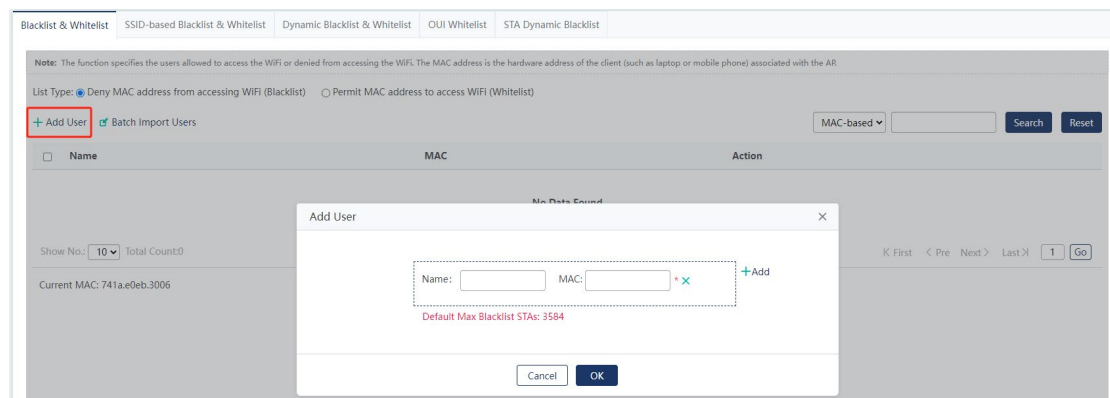 Blacklist & Whitelist SSID-based Blacklist & Whitelist Dynamic Blacklist & Whitelist OUI Whitelist STA Dynamic Blacklist
Note: The function specifies the users allowed to access the WiFi or denied from accessing the WiFi. The MAC address is the hardware address of the client (such as laptop or mobile phone) associated with the AR
List Type: Deny MAC address from accessing WiFi (Blacklist) Permit MAC address to access WiFi (Whitelist)
+ Add User Batch Import Users MAC-based Search Reset
Name MAC Action
No Data Found
Add User
Show No.: 10 Total Count:0 First Pre Next Last 1 Go
Name: MAC: * +Add
Current MAC: 741a.e0eb.3006
Default Max Blacklist STAs: 3584
Cancel OK